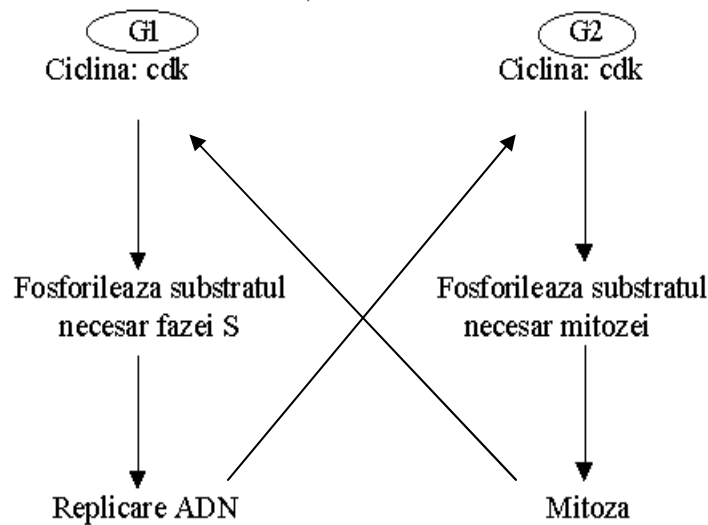 G1
Ciclina: cdk
Fosforileaza substratul
necesar fazei S
Replicare ADN
G2
Ciclina: cdk
Fosforileaza substratul
necesar mitozei
Mitoza